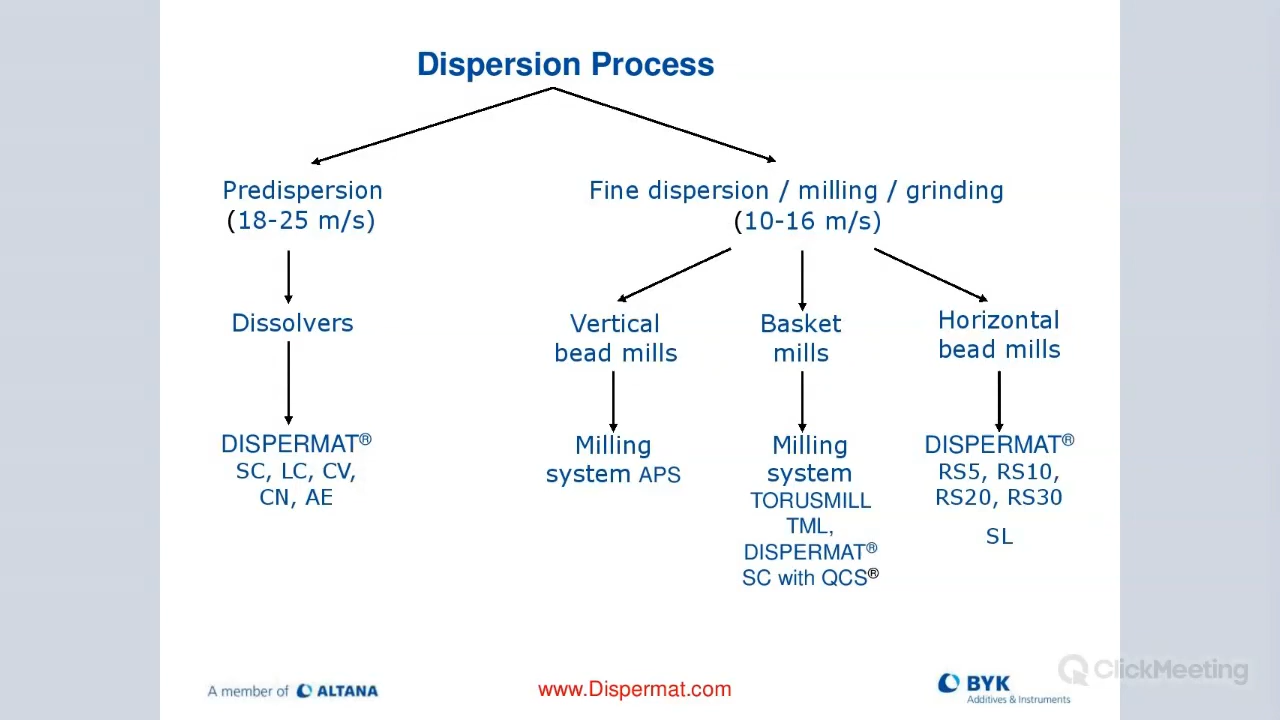 Dispersion Process
Predispersion
(18-25 m/s)
Fine dispersion / milling / grinding
(10-16 m/s)
Dissolvers
Vertical
bead mills
Basket
mills
Horizontal
bead mills
DISPERMAT®
SC, LC, CV,
CN, AE
Milling
system APS
Milling
system
TORUSMILL
TML,
DISPERMAT®
SC with QCS®
DISPERMAT®
RS5, RS10,
RS20, RS30
SL
A member of ALTANA
www.Dispermat.com
BYK
Additives & Instruments
ClickMeeting